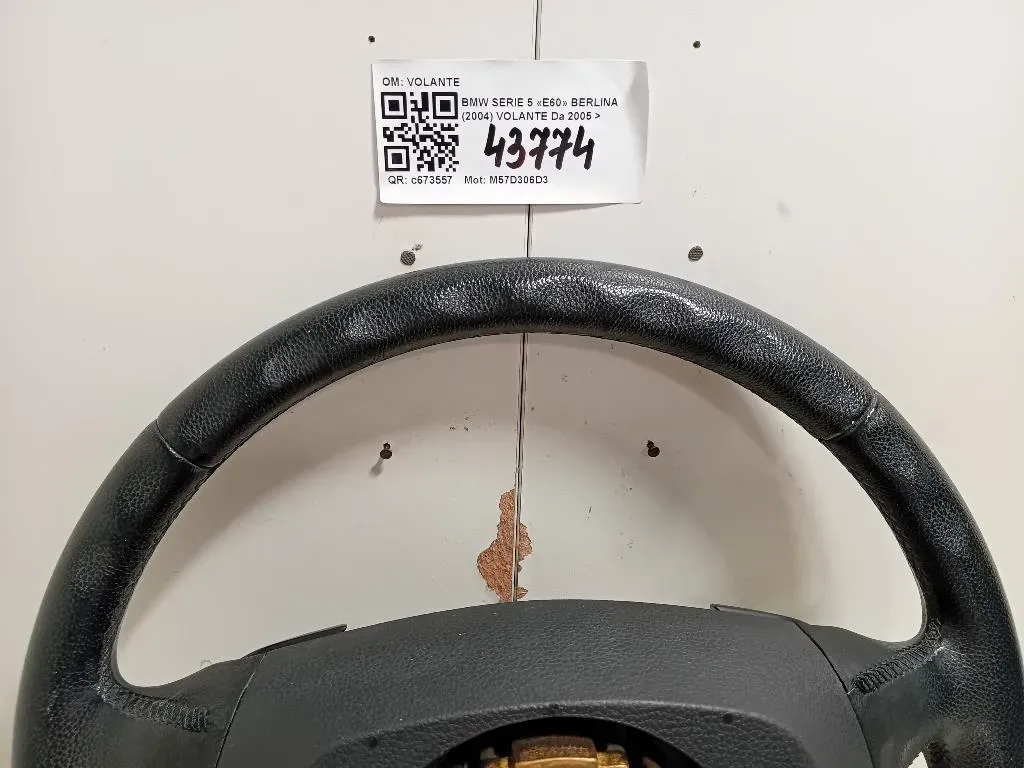 OM: VOLANTE
BMW SERIE 5 «E60» BERLINA
(2004) VOLANTE Da 2005 >
43774
QR: c673557 Mot: M57D306D3